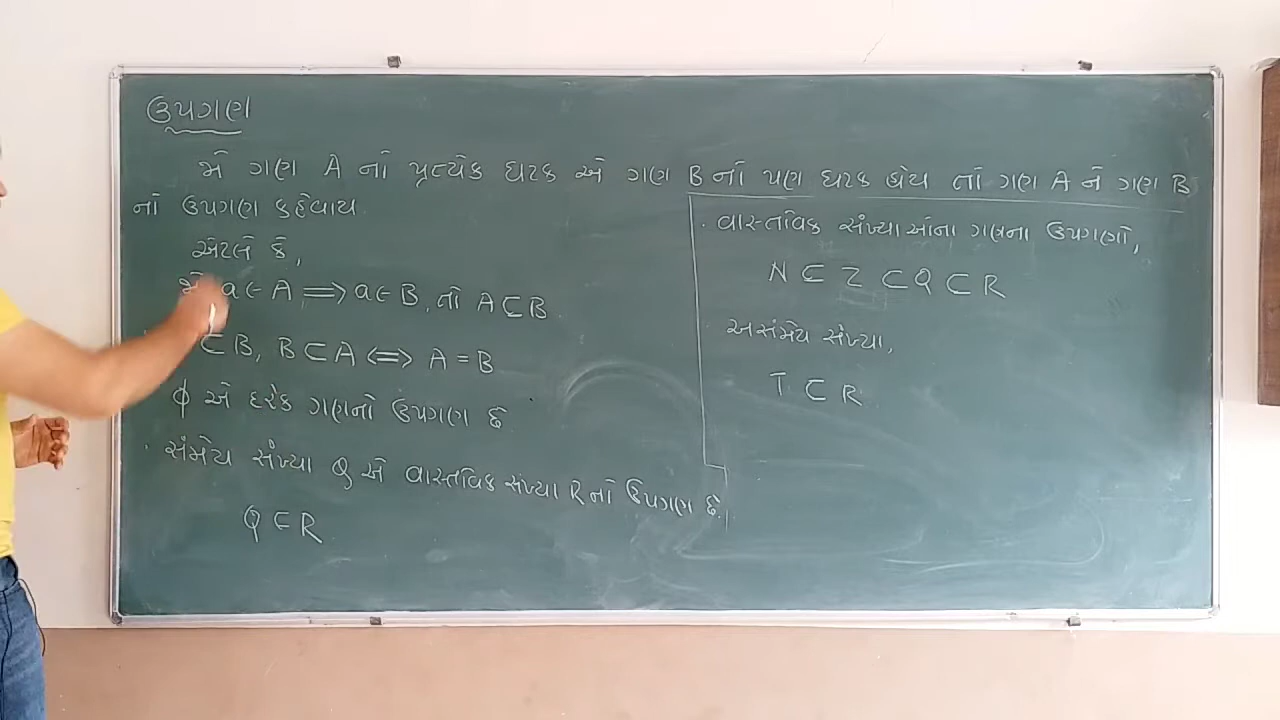 ઉપગણ
જો ગણ A નો પ્રત્યેક ઘટક એ ગણ B નો પણ ઘટક હોય તો ગણ A ને ગણ B
નો ઉપગણ કહેવાય.
એટલે કે,
a ∈ A ⟹ a ∈ B, તો A ⊂ B.
⊂ B, B ⊂ A ⟺ A = B
ϕ એ દરેક ગણનો ઉપગણ છે
· સંમેય સંખ્યા Q એ વાસ્તવિક સંખ્યા R નો ઉપગણ છે.
Q ⊂ R
· વાસ્તવિક સંખ્યાઓના ગણના ઉપગણો,
N ⊂ Z ⊂ Q ⊂ R
· અસંમેય સંખ્યા,
T ⊂ R